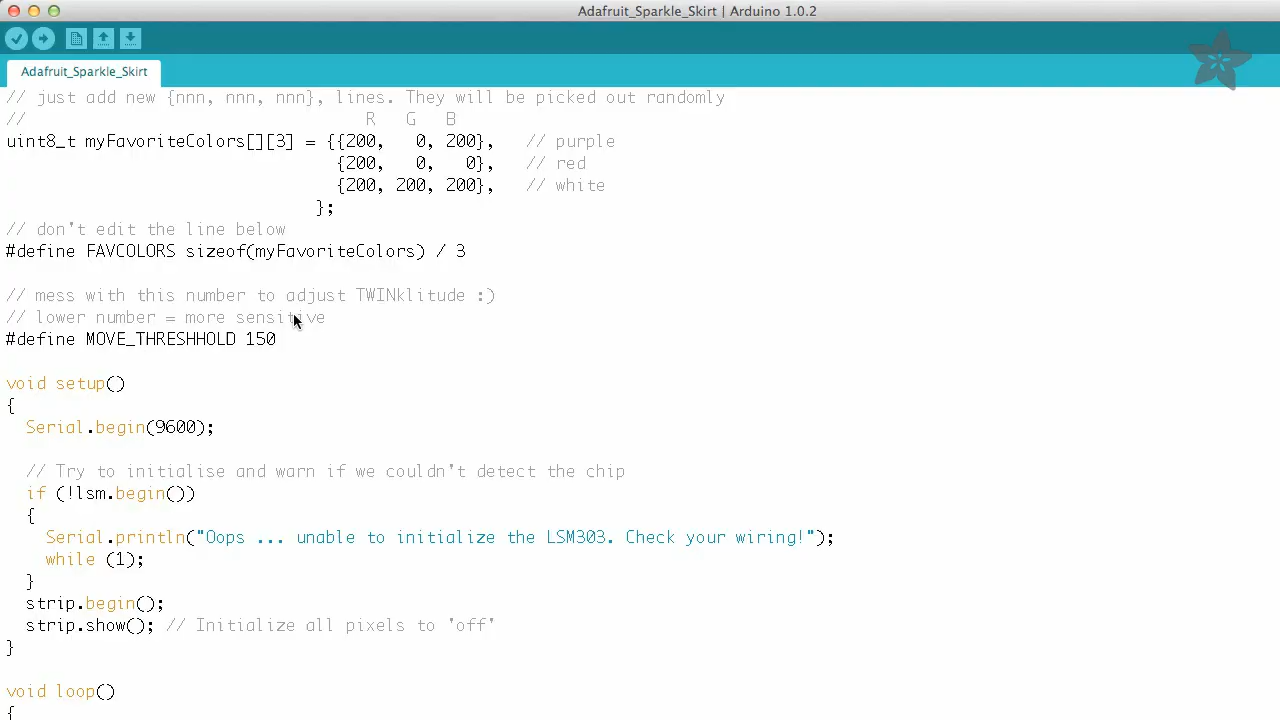 Adafruit_Sparkle_Skirt | Arduino 1.0.2
Adafruit_Sparkle_Skirt
// just add new {nnn, nnn, nnn}, lines. They will be picked out randomly
// R G B
uint8_t myFavoriteColors[][3] = {{200, 0, 200}, // purple
{200, 0, 0}, // red
{200, 200, 200}, // white
};
// don't edit the line below
#define FAVCOLORS sizeof(myFavoriteColors) / 3
// mess with this number to adjust TWINklitude :)
// lower number = more sensitive
#define MOVE_THRESHHOLD 150
void setup()
{
Serial.begin(9600);
// Try to initialise and warn if we couldn't detect the chip
if (!lsm.begin())
{
Serial.println("Oops ... unable to initialize the LSM303. Check your wiring!");
while (1);
}
strip.begin();
strip.show(); // Initialize all pixels to 'off'
}
void loop()
{